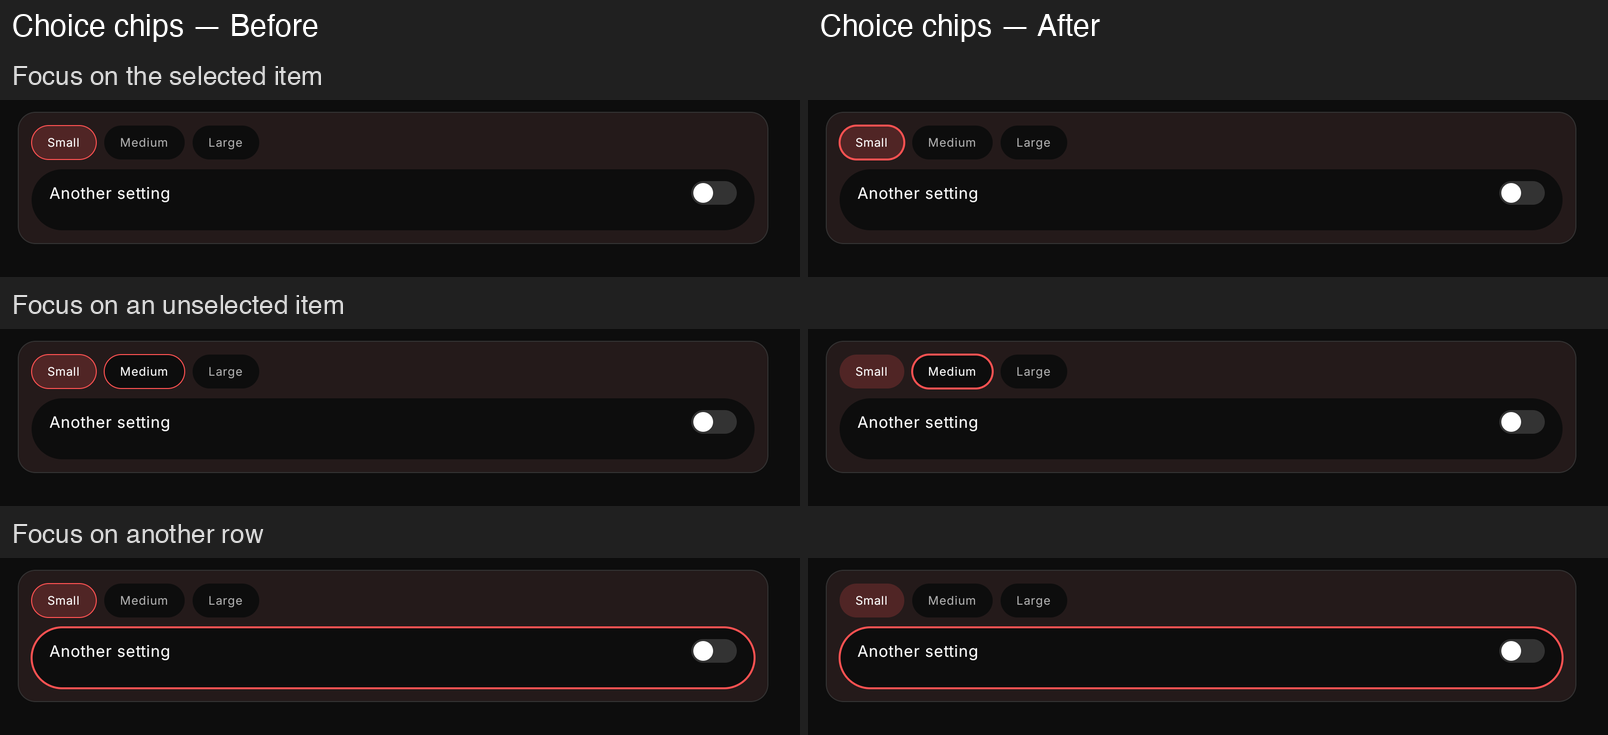 Choice chips — Before
Choice chips — After
Focus on the selected item
Small Medium Large
Another setting
Small Medium Large
Another setting
Focus on an unselected item
Small Medium Large
Another setting
Small Medium Large
Another setting
Focus on another row
Small Medium Large
Another setting
Small Medium Large
Another setting